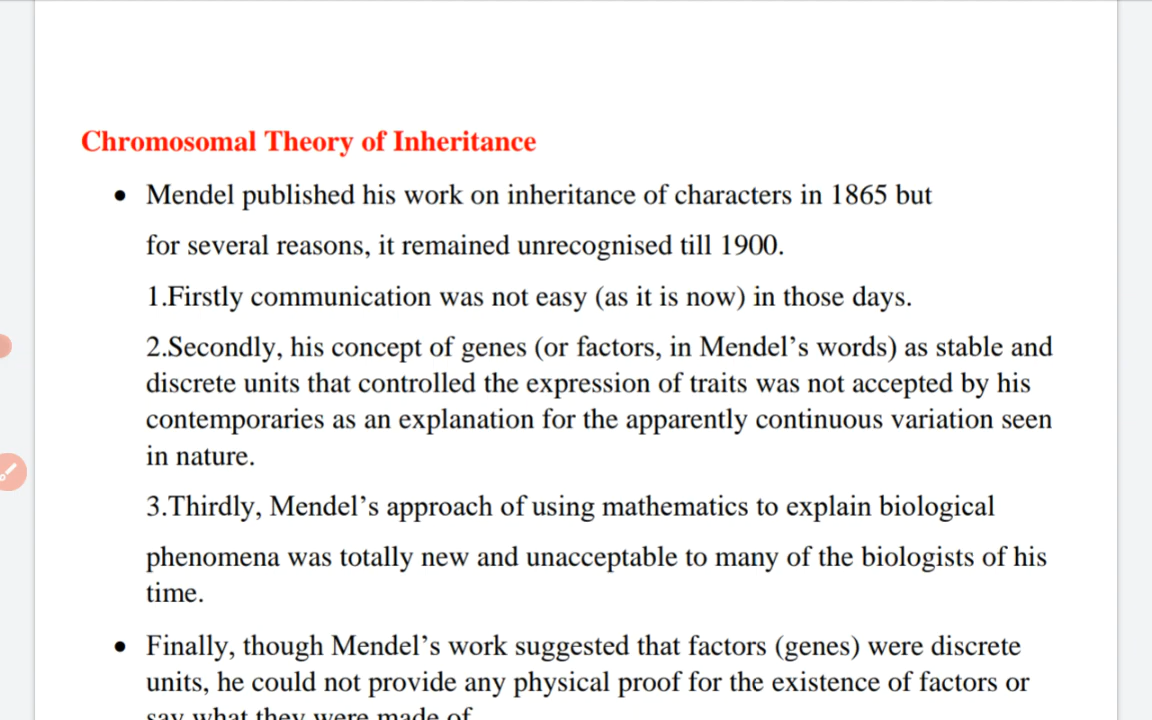 Chromosomal Theory of Inheritance
• Mendel published his work on inheritance of characters in 1865 but
for several reasons, it remained unrecognised till 1900.
1.Firstly communication was not easy (as it is now) in those days.
2.Secondly, his concept of genes (or factors, in Mendel’s words) as stable and
discrete units that controlled the expression of traits was not accepted by his
contemporaries as an explanation for the apparently continuous variation seen
in nature.
3.Thirdly, Mendel’s approach of using mathematics to explain biological
phenomena was totally new and unacceptable to many of the biologists of his
time.
• Finally, though Mendel’s work suggested that factors (genes) were discrete
units, he could not provide any physical proof for the existence of factors or
say what they were made of